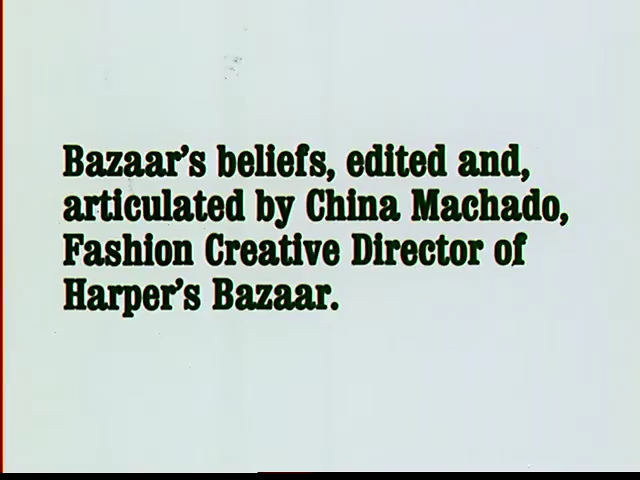 Bazaar's beliefs, edited and,
articulated by China Machado,
Fashion Creative Director of
Harper's Bazaar.